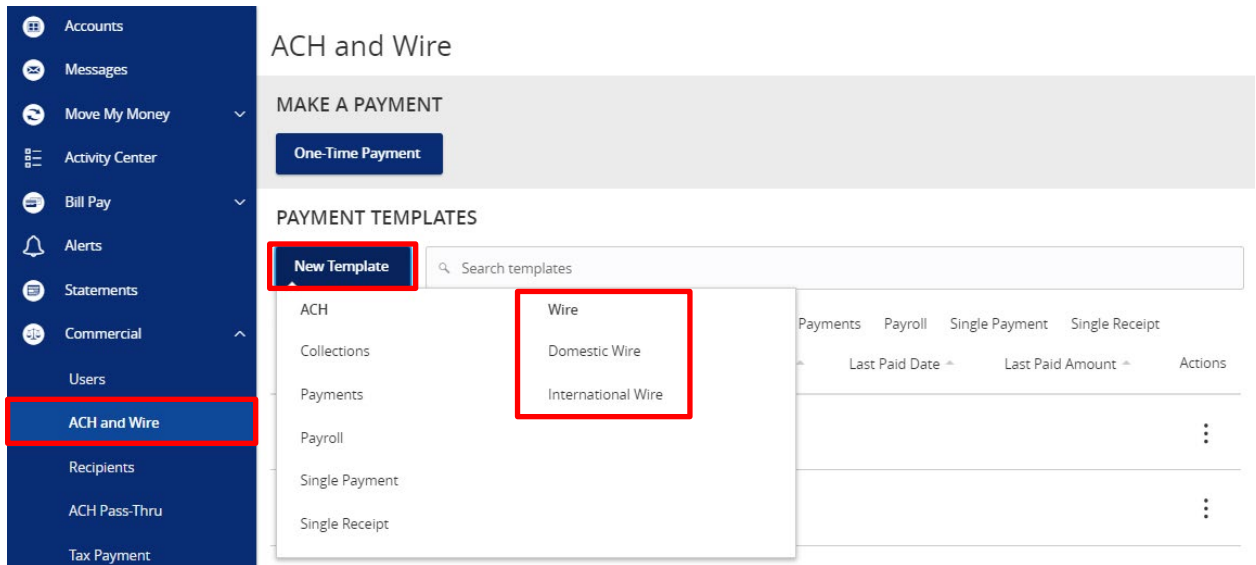 Accounts
Messages
Move My Money
Activity Center
Bill Pay
Alerts
Statements
Commercial
Users
ACH and Wire
Recipients
ACH Pass-Thru
Tax Payment
ACH and Wire
MAKE A PAYMENT
One-Time Payment
PAYMENT TEMPLATES
New Template
Search templates
ACH
Collections
Payments
Payroll
Single Payment
Single Receipt
Wire
Domestic Wire
International Wire
Payments Payroll Single Payment Single Receipt
Last Paid Date Last Paid Amount Actions